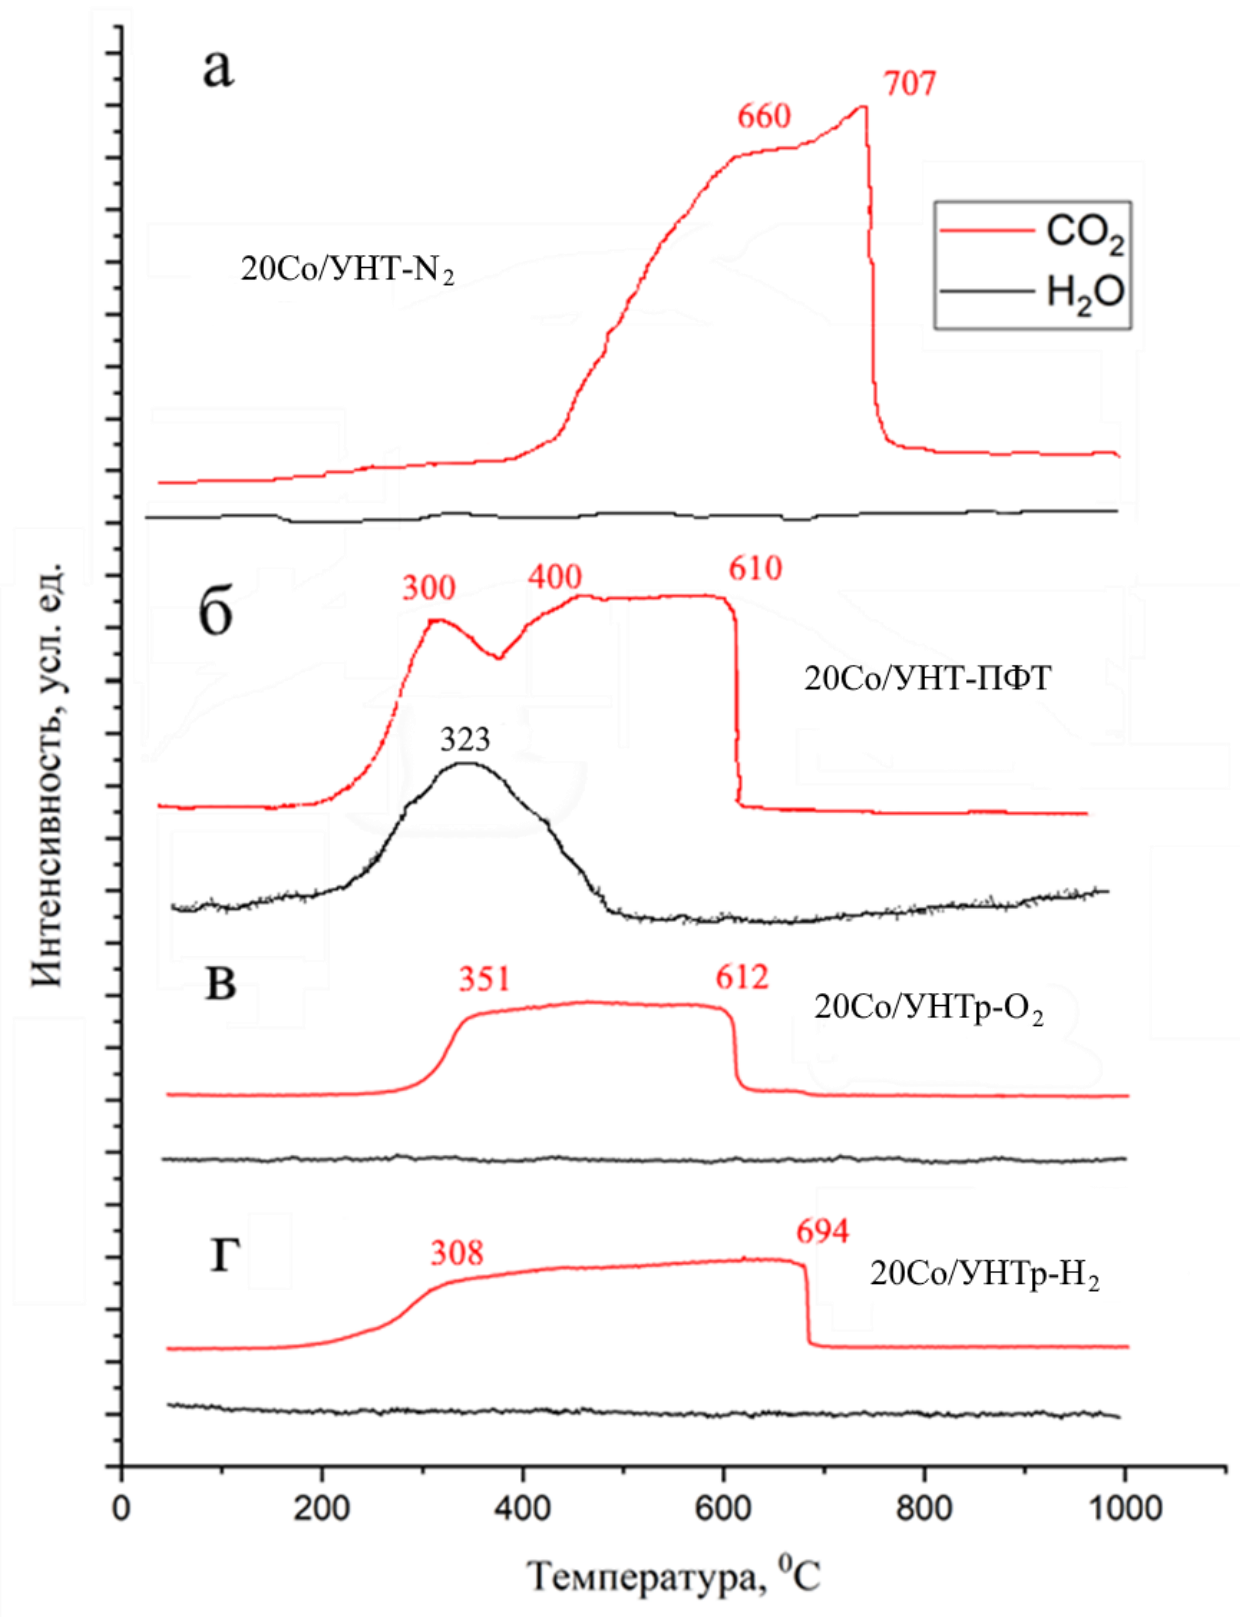 а
707
660
CO₂
H₂O
20Co/УНТ-N₂
300
400
610
б
20Co/УНТ-ПФТ
323
в
351
612
20Co/УНТр-O₂
г
308
694
20Co/УНТр-H₂
Интенсивность, усл. ед.
0 200 400 600 800 1000
Температура, ⁰C